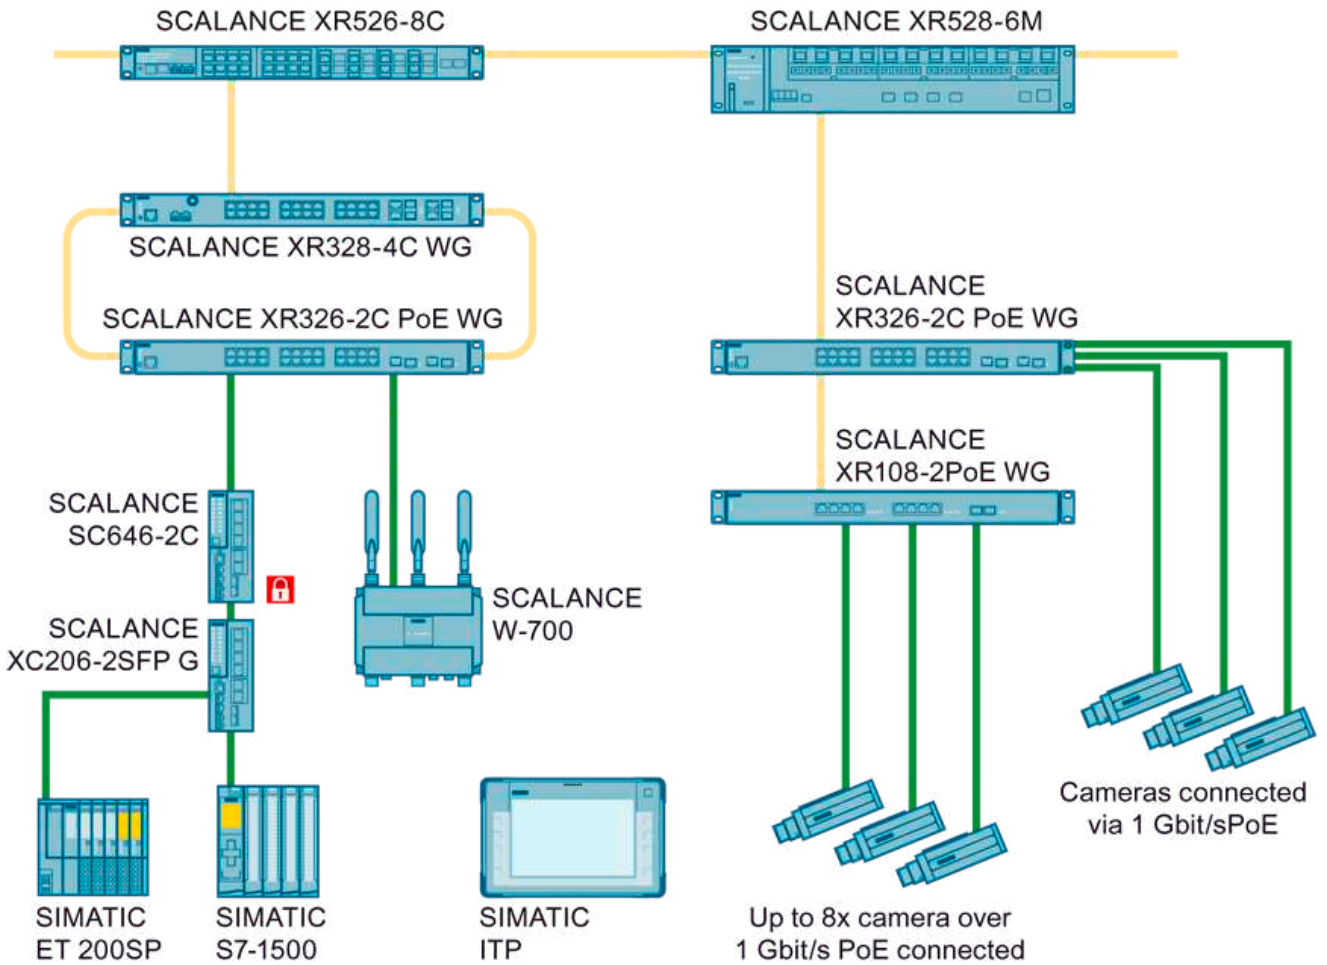 SCALANCE XR526-8C
SCALANCE XR528-6M
SCALANCE XR328-4C WG
SCALANCE XR326-2C PoE WG
SCALANCE
XR326-2C PoE WG
SCALANCE
XR108-2PoE WG
SCALANCE
SC646-2C
SCALANCE
W-700
SCALANCE
XC206-2SFP G
Cameras connected
via 1 Gbit/sPoE
SIMATIC
ET 200SP
SIMATIC
S7-1500
SIMATIC
ITP
Up to 8x camera over
1 Gbit/s PoE connected